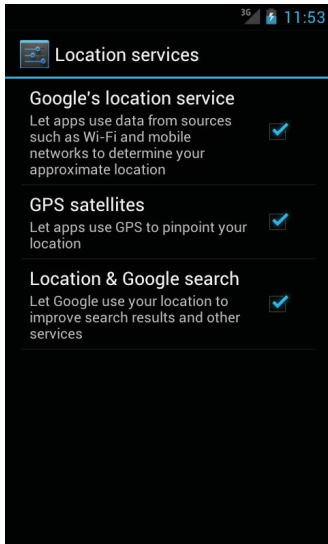 3G 11:53
Location services
Google's location service
Let apps use data from sources
such as Wi-Fi and mobile
networks to determine your
approximate location
GPS satellites
Let apps use GPS to pinpoint your
location
Location & Google search
Let Google use your location to
improve search results and other
services